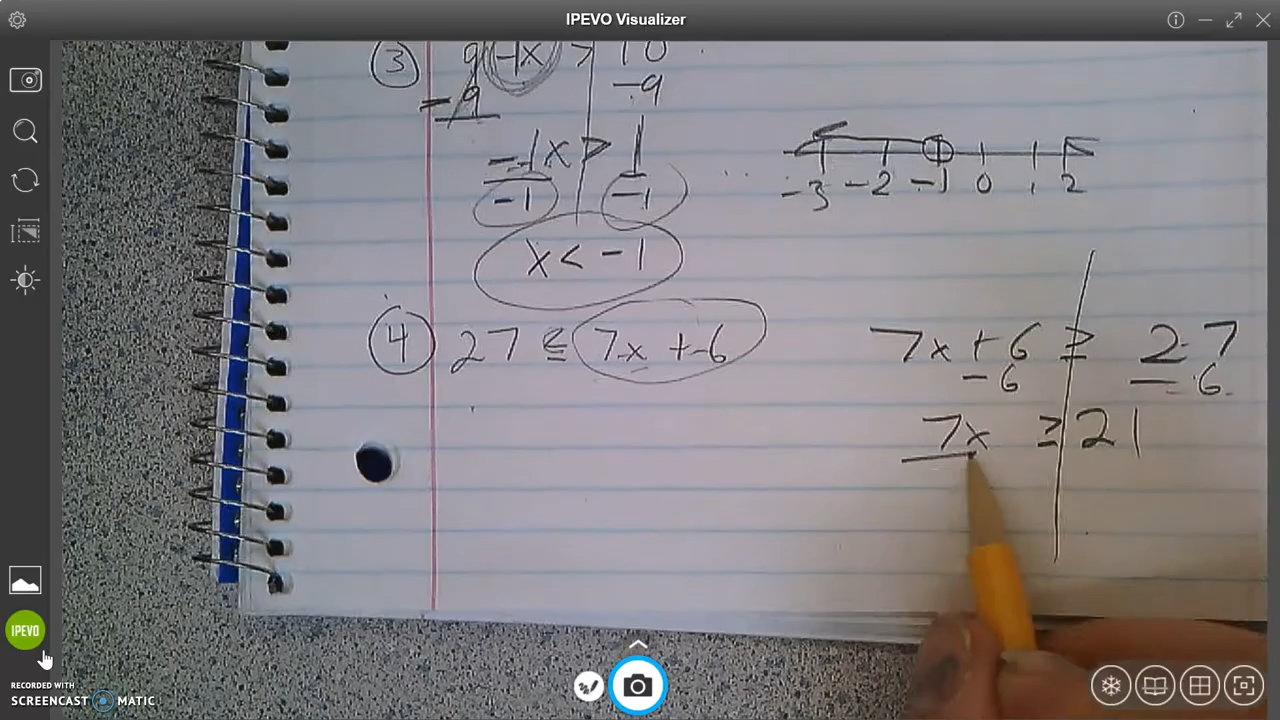 IPEVO Visualizer
3 9 -1x > 10
- 9 -9
-1x > 1
-1 -1
x < -1
-3 -2 -1 0 1 2
4 27 ≤ 7x + 6
7x + 6 ≥ 27
- 6 - 6
7x ≥ 21
IPEVO
RECORDED WITH
SCREENCAST MATIC